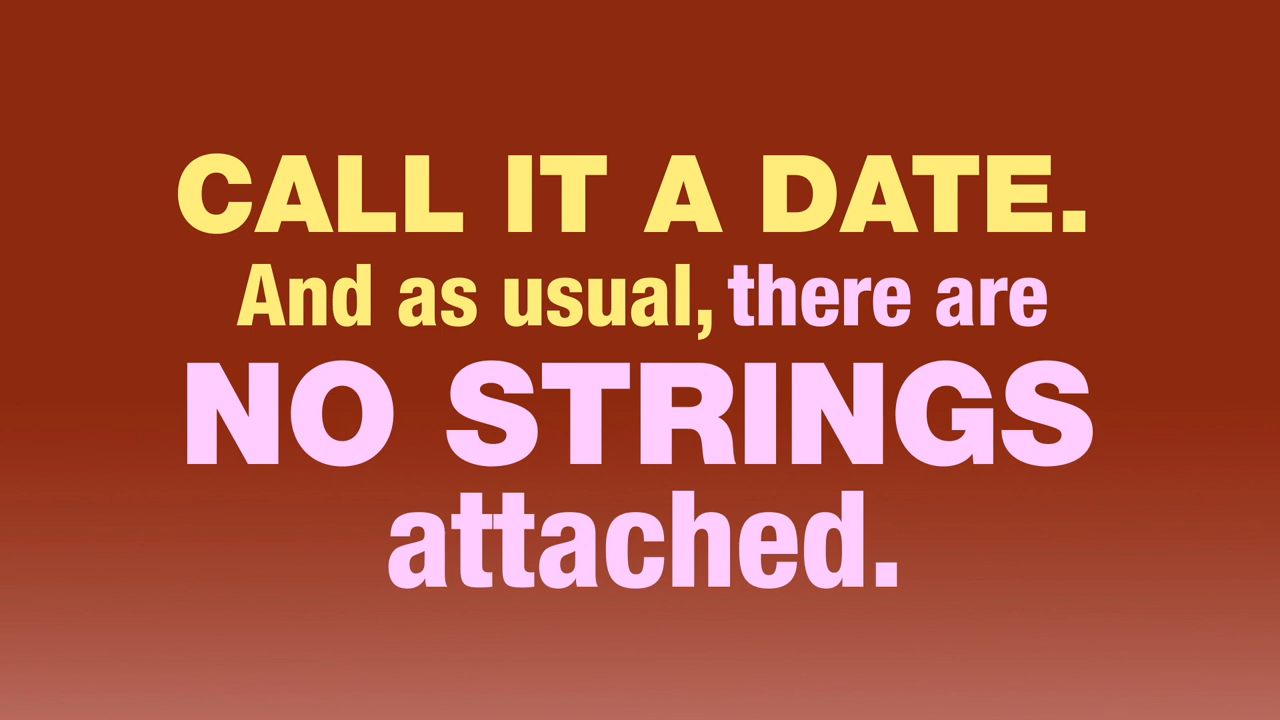 CALL IT A DATE.
And as usual, there are
NO STRINGS
attached.